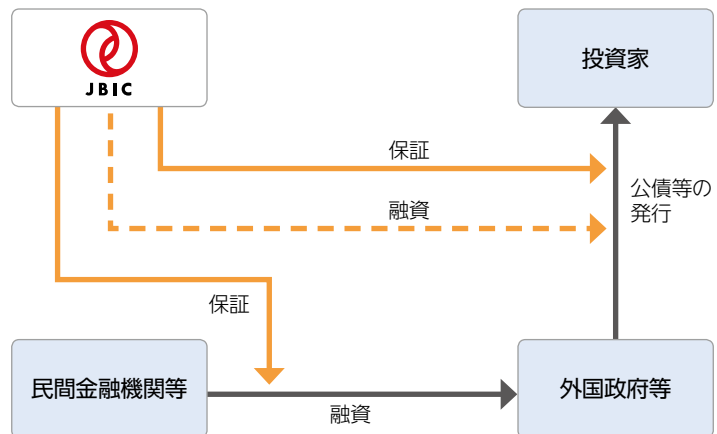 JBIC
投資家
保証
公債等の
発行
融資
保証
民間金融機関等
融資
外国政府等